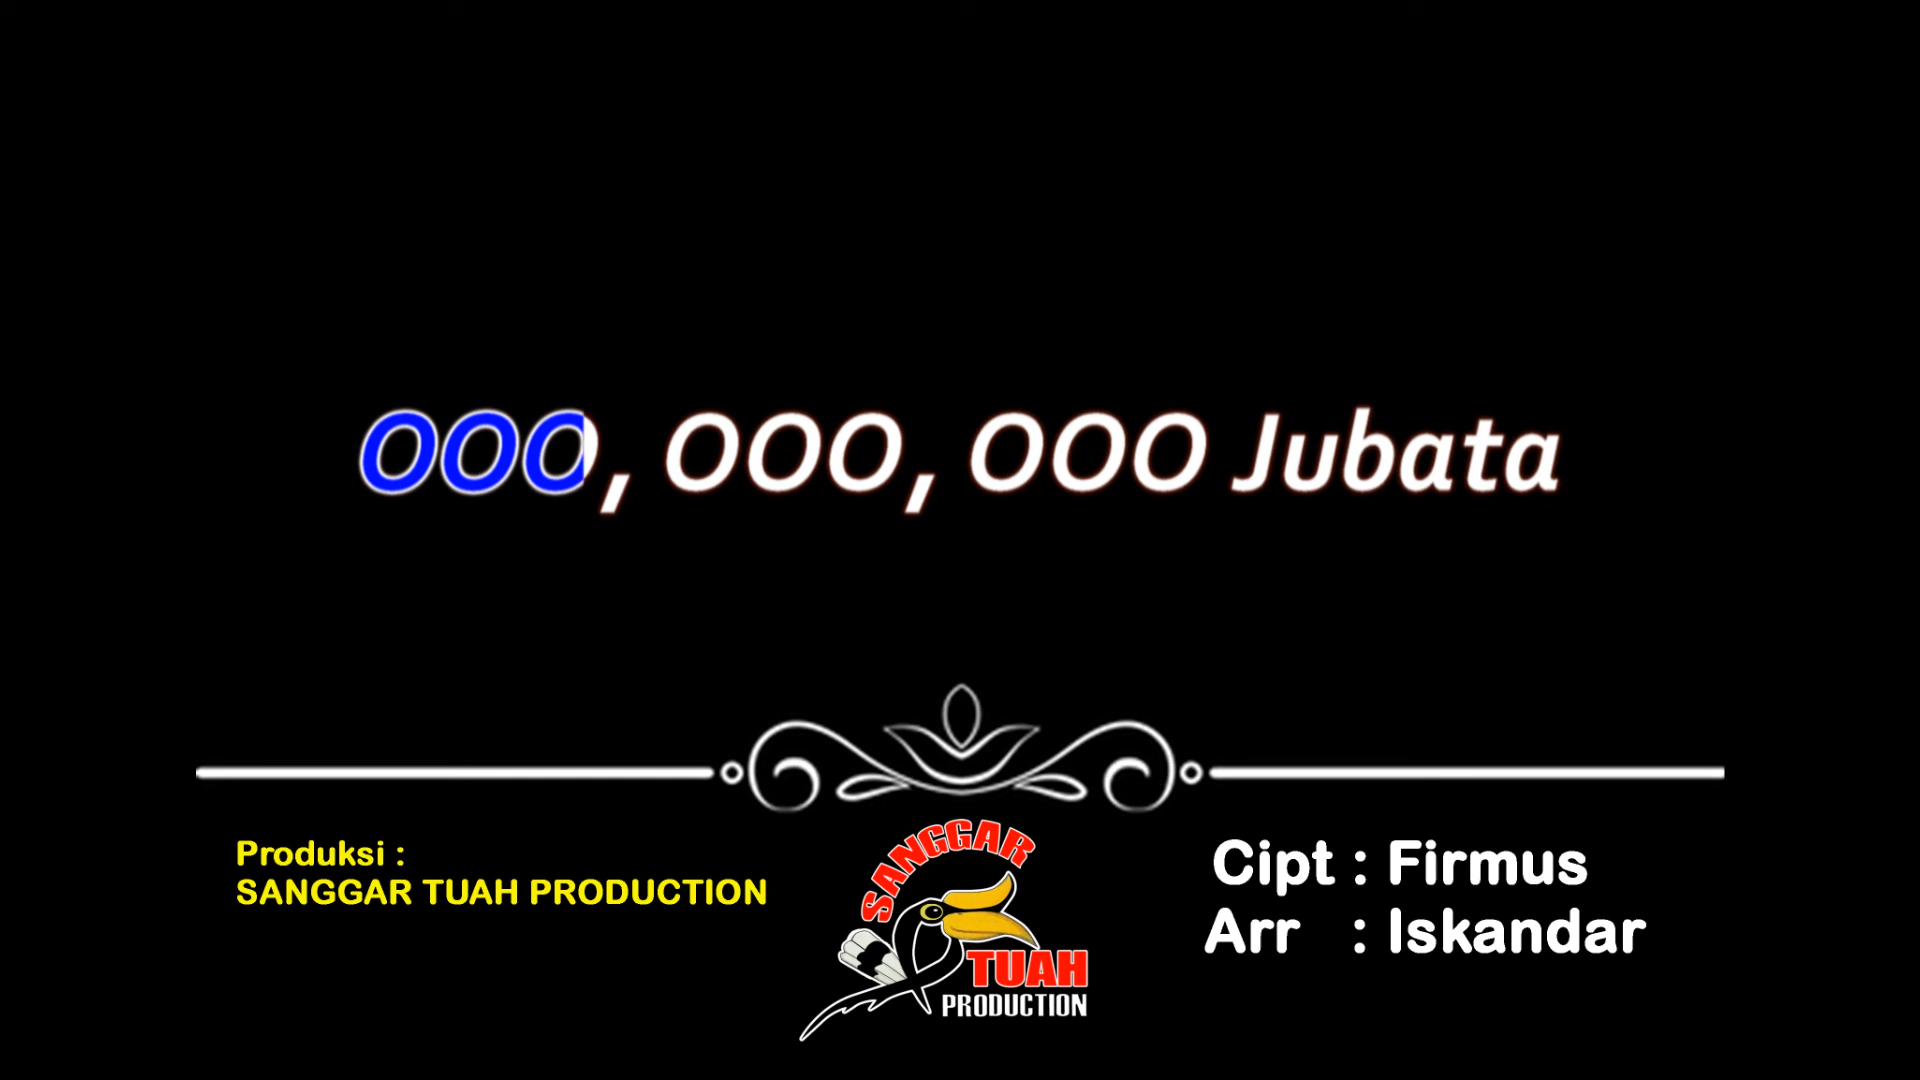 OOO, OOO, OOO Jubata
Produksi :
SANGGAR TUAH PRODUCTION
SANGGAR
TUAH
PRODUCTION
Cipt : Firmus
Arr : Iskandar